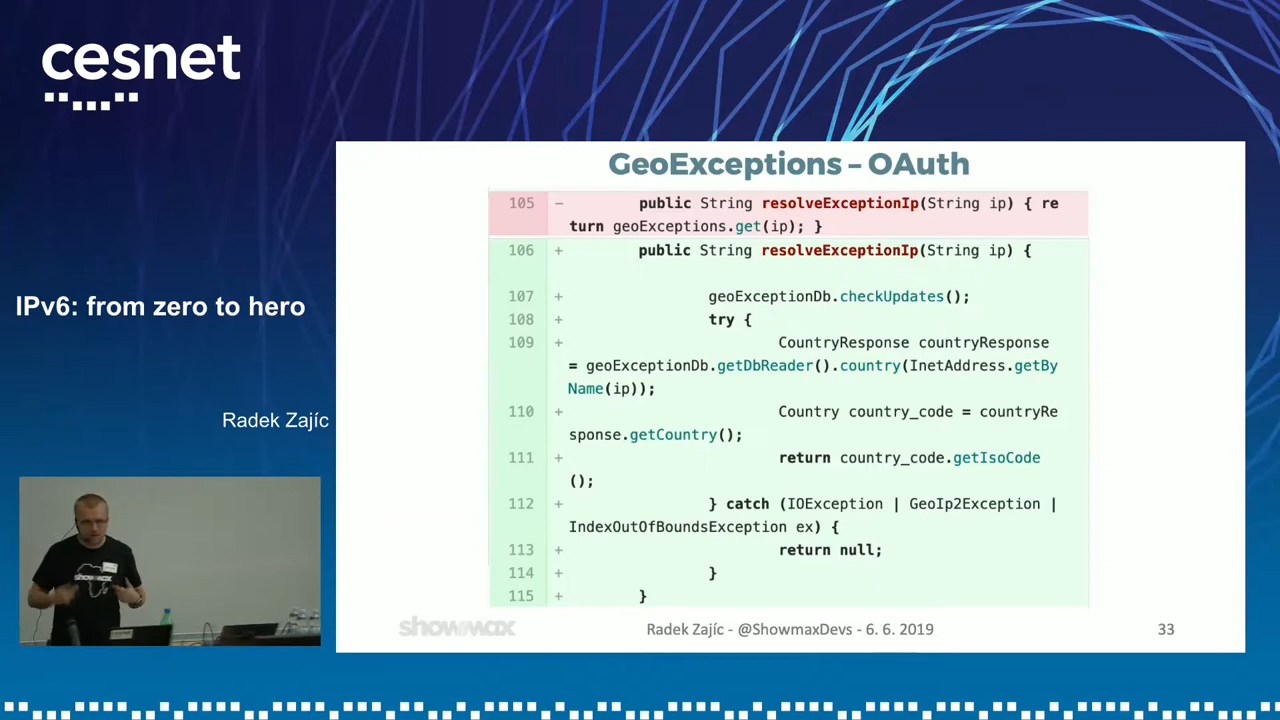 cesnet
IPv6: from zero to hero
Radek Zajíc
GeoExceptions – OAuth
105 - public String resolveExceptionIp(String ip) { re
turn geoExceptions.get(ip); }
106 + public String resolveExceptionIp(String ip) {
107 + geoExceptionDb.checkUpdates();
108 + try {
109 + CountryResponse countryResponse
= geoExceptionDb.getDbReader().country(InetAddress.getBy
Name(ip));
110 + Country country_code = countryRe
sponse.getCountry();
111 + return country_code.getIsoCode
();
112 + } catch (IOException | GeoIp2Exception |
IndexOutOfBoundsException ex) {
113 + return null;
114 + }
115 + }
showmax
Radek Zajíc - @ShowmaxDevs - 6. 6. 2019
33
showmax